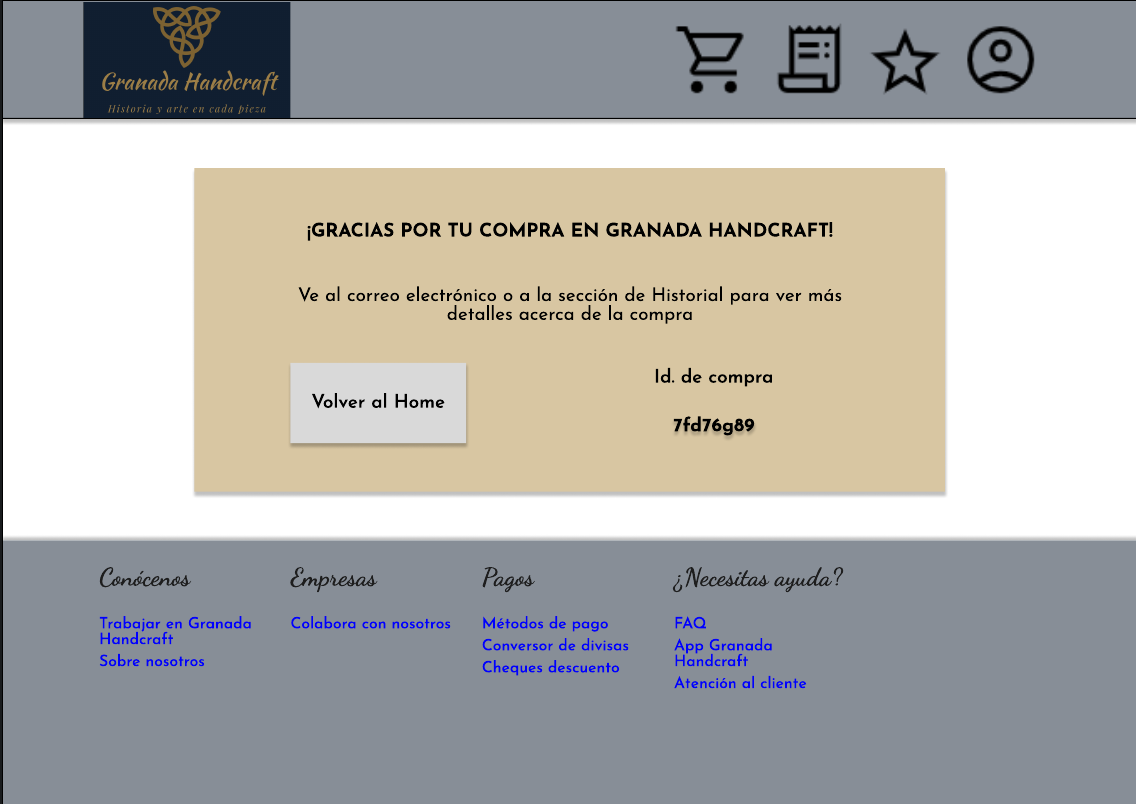 Granada Handcraft
Historia y arte en cada pieza
¡GRACIAS POR TU COMPRA EN GRANADA HANDCRAFT!
Ve al correo electrónico o a la sección de Historial para ver más
detalles acerca de la compra
Volver al Home
Id. de compra
7fd76g89
Conócenos
Trabajar en Granada
Handcraft
Sobre nosotros
Empresas
Colabora con nosotros
Pagos
Métodos de pago
Conversor de divisas
Cheques descuento
¿Necesitas ayuda?
FAQ
App Granada
Handcraft
Atención al cliente